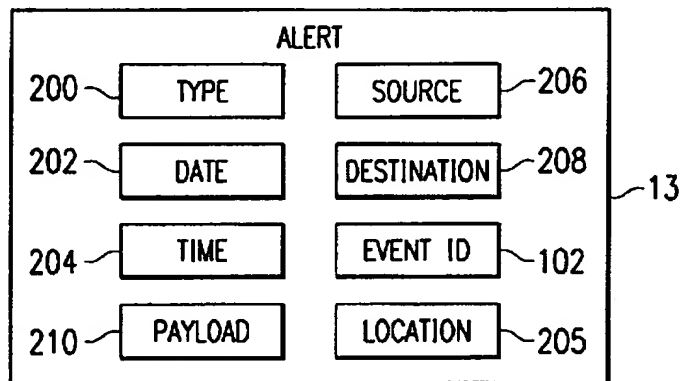 ALERT
200 TYPE SOURCE 206
202 DATE DESTINATION 208
13
204 TIME EVENT ID 102
210 PAYLOAD LOCATION 205